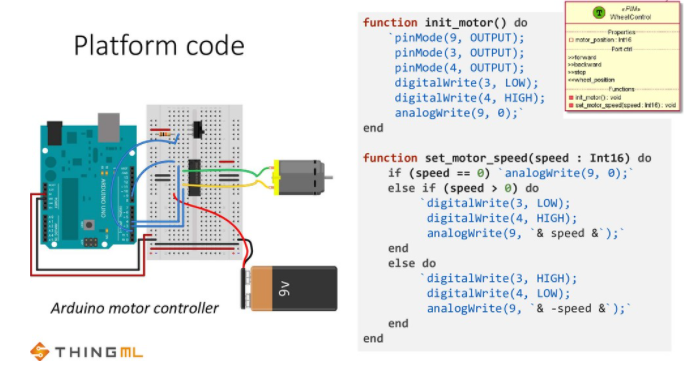 Platform code
function init_motor() do
`pinMode(9, OUTPUT);
pinMode(3, OUTPUT);
pinMode(4, OUTPUT);
digitalWrite(3, LOW);
digitalWrite(4, HIGH);
analogWrite(9, 0);`
end
function set_motor_speed(speed : Int16) do
if (speed == 0) `analogWrite(9, 0);`
else if (speed > 0) do
`digitalWrite(3, LOW);
digitalWrite(4, HIGH);
analogWrite(9, `& speed &`);`
end
else do
`digitalWrite(3, HIGH);
digitalWrite(4, LOW);
analogWrite(9, `& -speed &`);`
end
end
«PIM»
WheelControl
Properties
motor_position : Int16
Port ctrl
>>forward
>>backward
>>stop
<<wheel_position
Functions
init_motor() : void
set_motor_speed(speed : Int16) : void
ARDUINO UNO
9V
Arduino motor controller
THINGML